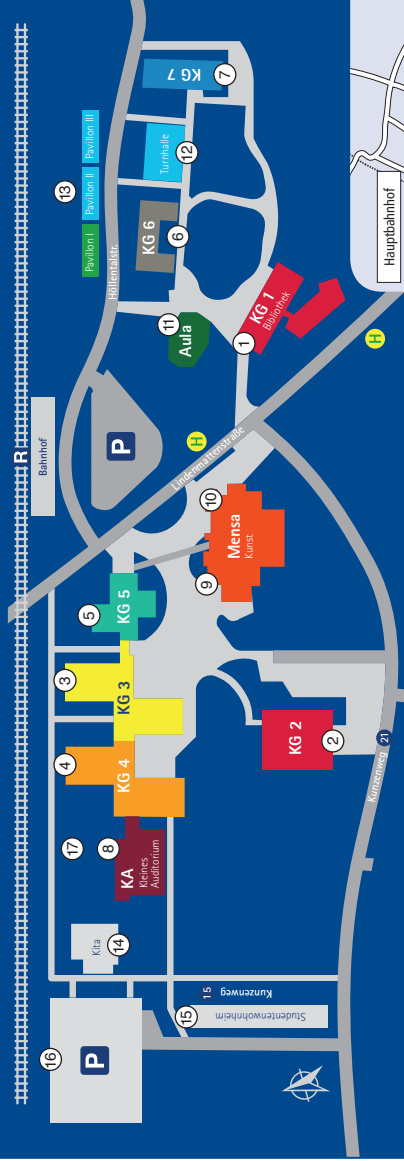 KG 7
7
Turnhalle
12
Pavillon III
Pavillon II
Pavillon I
13
KG 6
6
Höllentalstr.
Hauptbahnhof
KG 1
Bibliothek
1
11
Aula
H
H
P
R
Bahnhof
Lindenmattenstraße
10
Mensa
Kunst
9
5
KG 5
3
KG 3
4
KG 4
KG 2
2
21
Kunzenweg
17
8
KA
Kleines
Auditorium
Kita
14
15 Kunzenweg
15
Studentenwohnheim
16
P